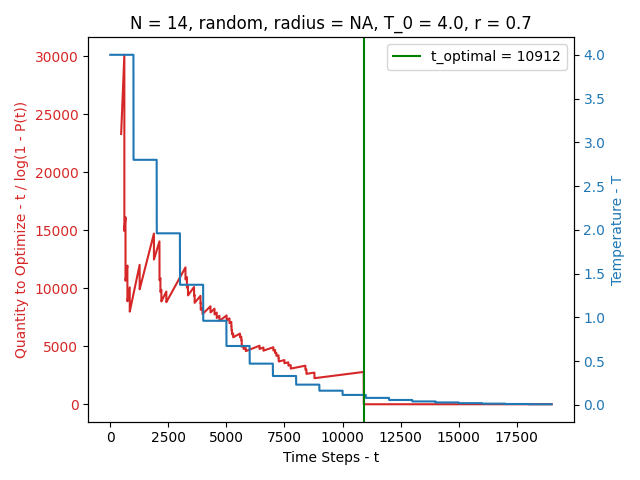 N = 14, random, radius = NA, T_0 = 4.0, r = 0.7
t_optimal = 10912
Quantity to Optimize - t / log(1 - P(t))
30000
25000
20000
15000
10000
5000
0
4.0
3.5
3.0
2.5
2.0
1.5
1.0
0.5
0.0
Temperature - T
0 2500 5000 7500 10000 12500 15000 17500
Time Steps - t